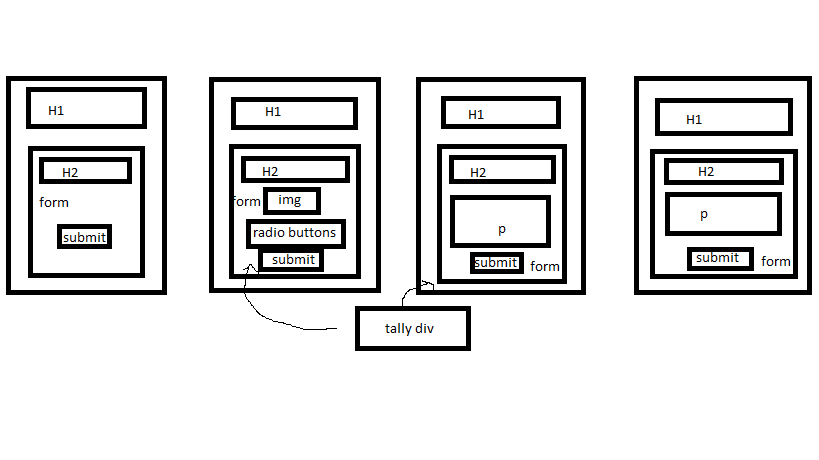 H1
H2
form
submit
H1
H2
form
img
radio buttons
submit
H1
H2
p
submit
form
H1
H2
p
submit
form
tally div